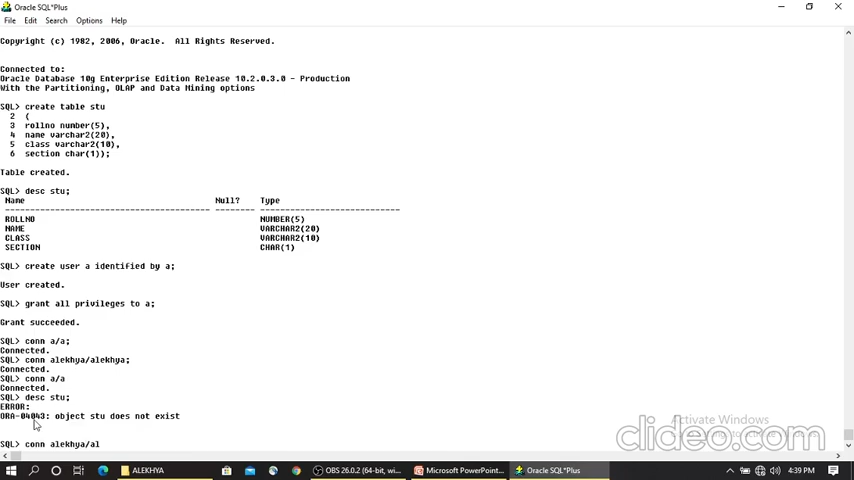 Oracle SQL*Plus
File Edit Search Options Help
Copyright (c) 1982, 2006, Oracle. All Rights Reserved.
Connected to:
Oracle Database 10g Enterprise Edition Release 10.2.0.3.0 - Production
With the Partitioning, OLAP and Data Mining options
SQL> create table stu
2 (
3 rollno number(5),
4 name varchar2(20),
5 class varchar2(10),
6 section char(1));
Table created.
SQL> desc stu;
Name Null? Type
ROLLNO NUMBER(5)
NAME VARCHAR2(20)
CLASS VARCHAR2(10)
SECTION CHAR(1)
SQL> create user a identified by a;
User created.
SQL> grant all privileges to a;
Grant succeeded.
SQL> conn a/a;
Connected.
SQL> conn alekhya/alekhya;
Connected.
SQL> conn a/a
Connected.
SQL> desc stu;
ERROR:
ORA-04043: object stu does not exist
Activate Windows
clideo.com
SQL> conn alekhya/al
ALEKHYA
OBS 26.0.2 (64-bit, wi...
Microsoft PowerPoint...
Oracle SQL*Plus
4:39 PM